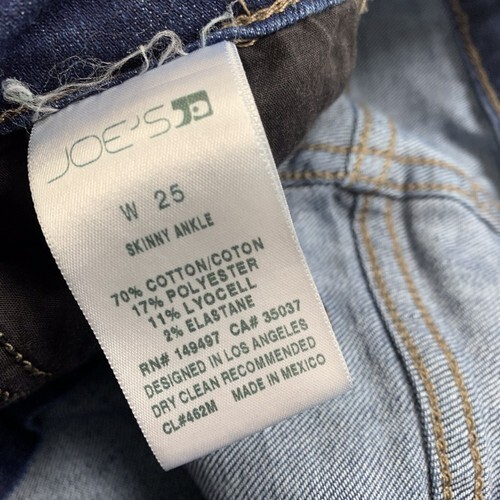 JOE'S
W 25
SKINNY ANKLE
70% COTTON/COTON
17% POLYESTER
11% LYOCELL
2% ELASTANE
RN# 149497 CA# 35037
DESIGNED IN LOS ANGELES
DRY CLEAN RECOMMENDED
CL#462M MADE IN MEXICO